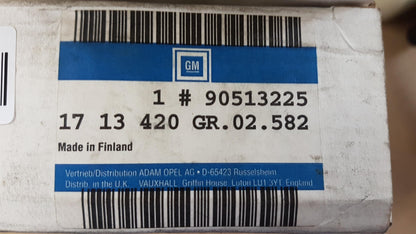 GM
1 # 90513225
17 13 420 GR.02.582
Made in Finland
Vertrieb/Distribution ADAM OPEL AG • D-65423 Rüsselsheim
Distrib. in the U.K. VAUXHALL Griffin House, Luton LU1 3YT England